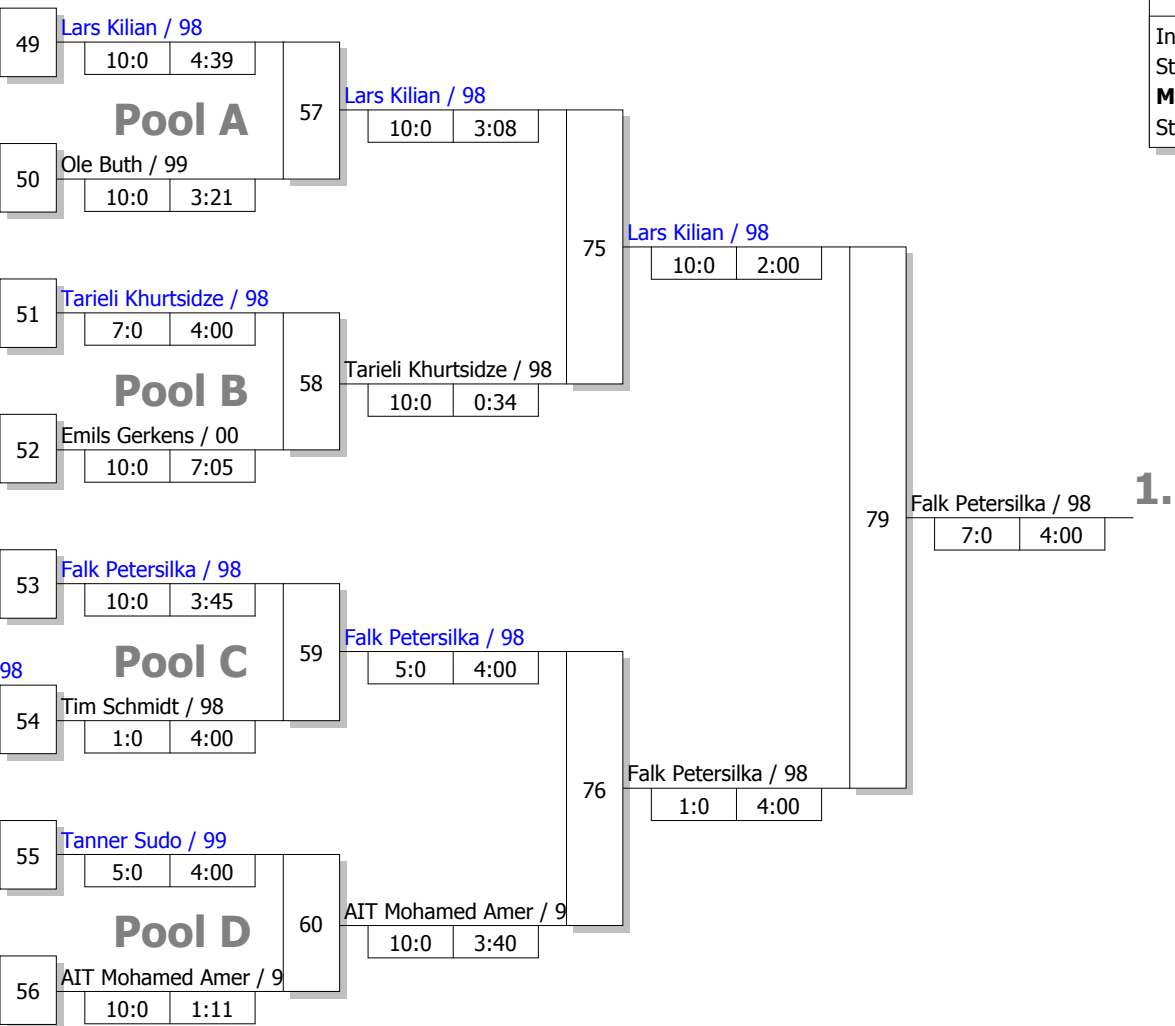 49
Lars Kilian / 98
10:0 4:39
Pool A
57
Lars Kilian / 98
10:0 3:08
50
Ole Buth / 99
10:0 3:21
75
Lars Kilian / 98
10:0 2:00
51
Tarieli Khurtsidze / 98
7:0 4:00
Pool B
58
Tarieli Khurtsidze / 98
10:0 0:34
52
Emils Gerkens / 00
10:0 7:05
79
Falk Petersilka / 98
7:0 4:00
1.
53
Falk Petersilka / 98
10:0 3:45
Pool C
59
Falk Petersilka / 98
5:0 4:00
98
54
Tim Schmidt / 98
1:0 4:00
76
Falk Petersilka / 98
1:0 4:00
55
Tanner Sudo / 99
5:0 4:00
Pool D
60
AIT Mohamed Amer / 9
10:0 3:40
56
AIT Mohamed Amer / 9
10:0 1:11
In
St
M
St